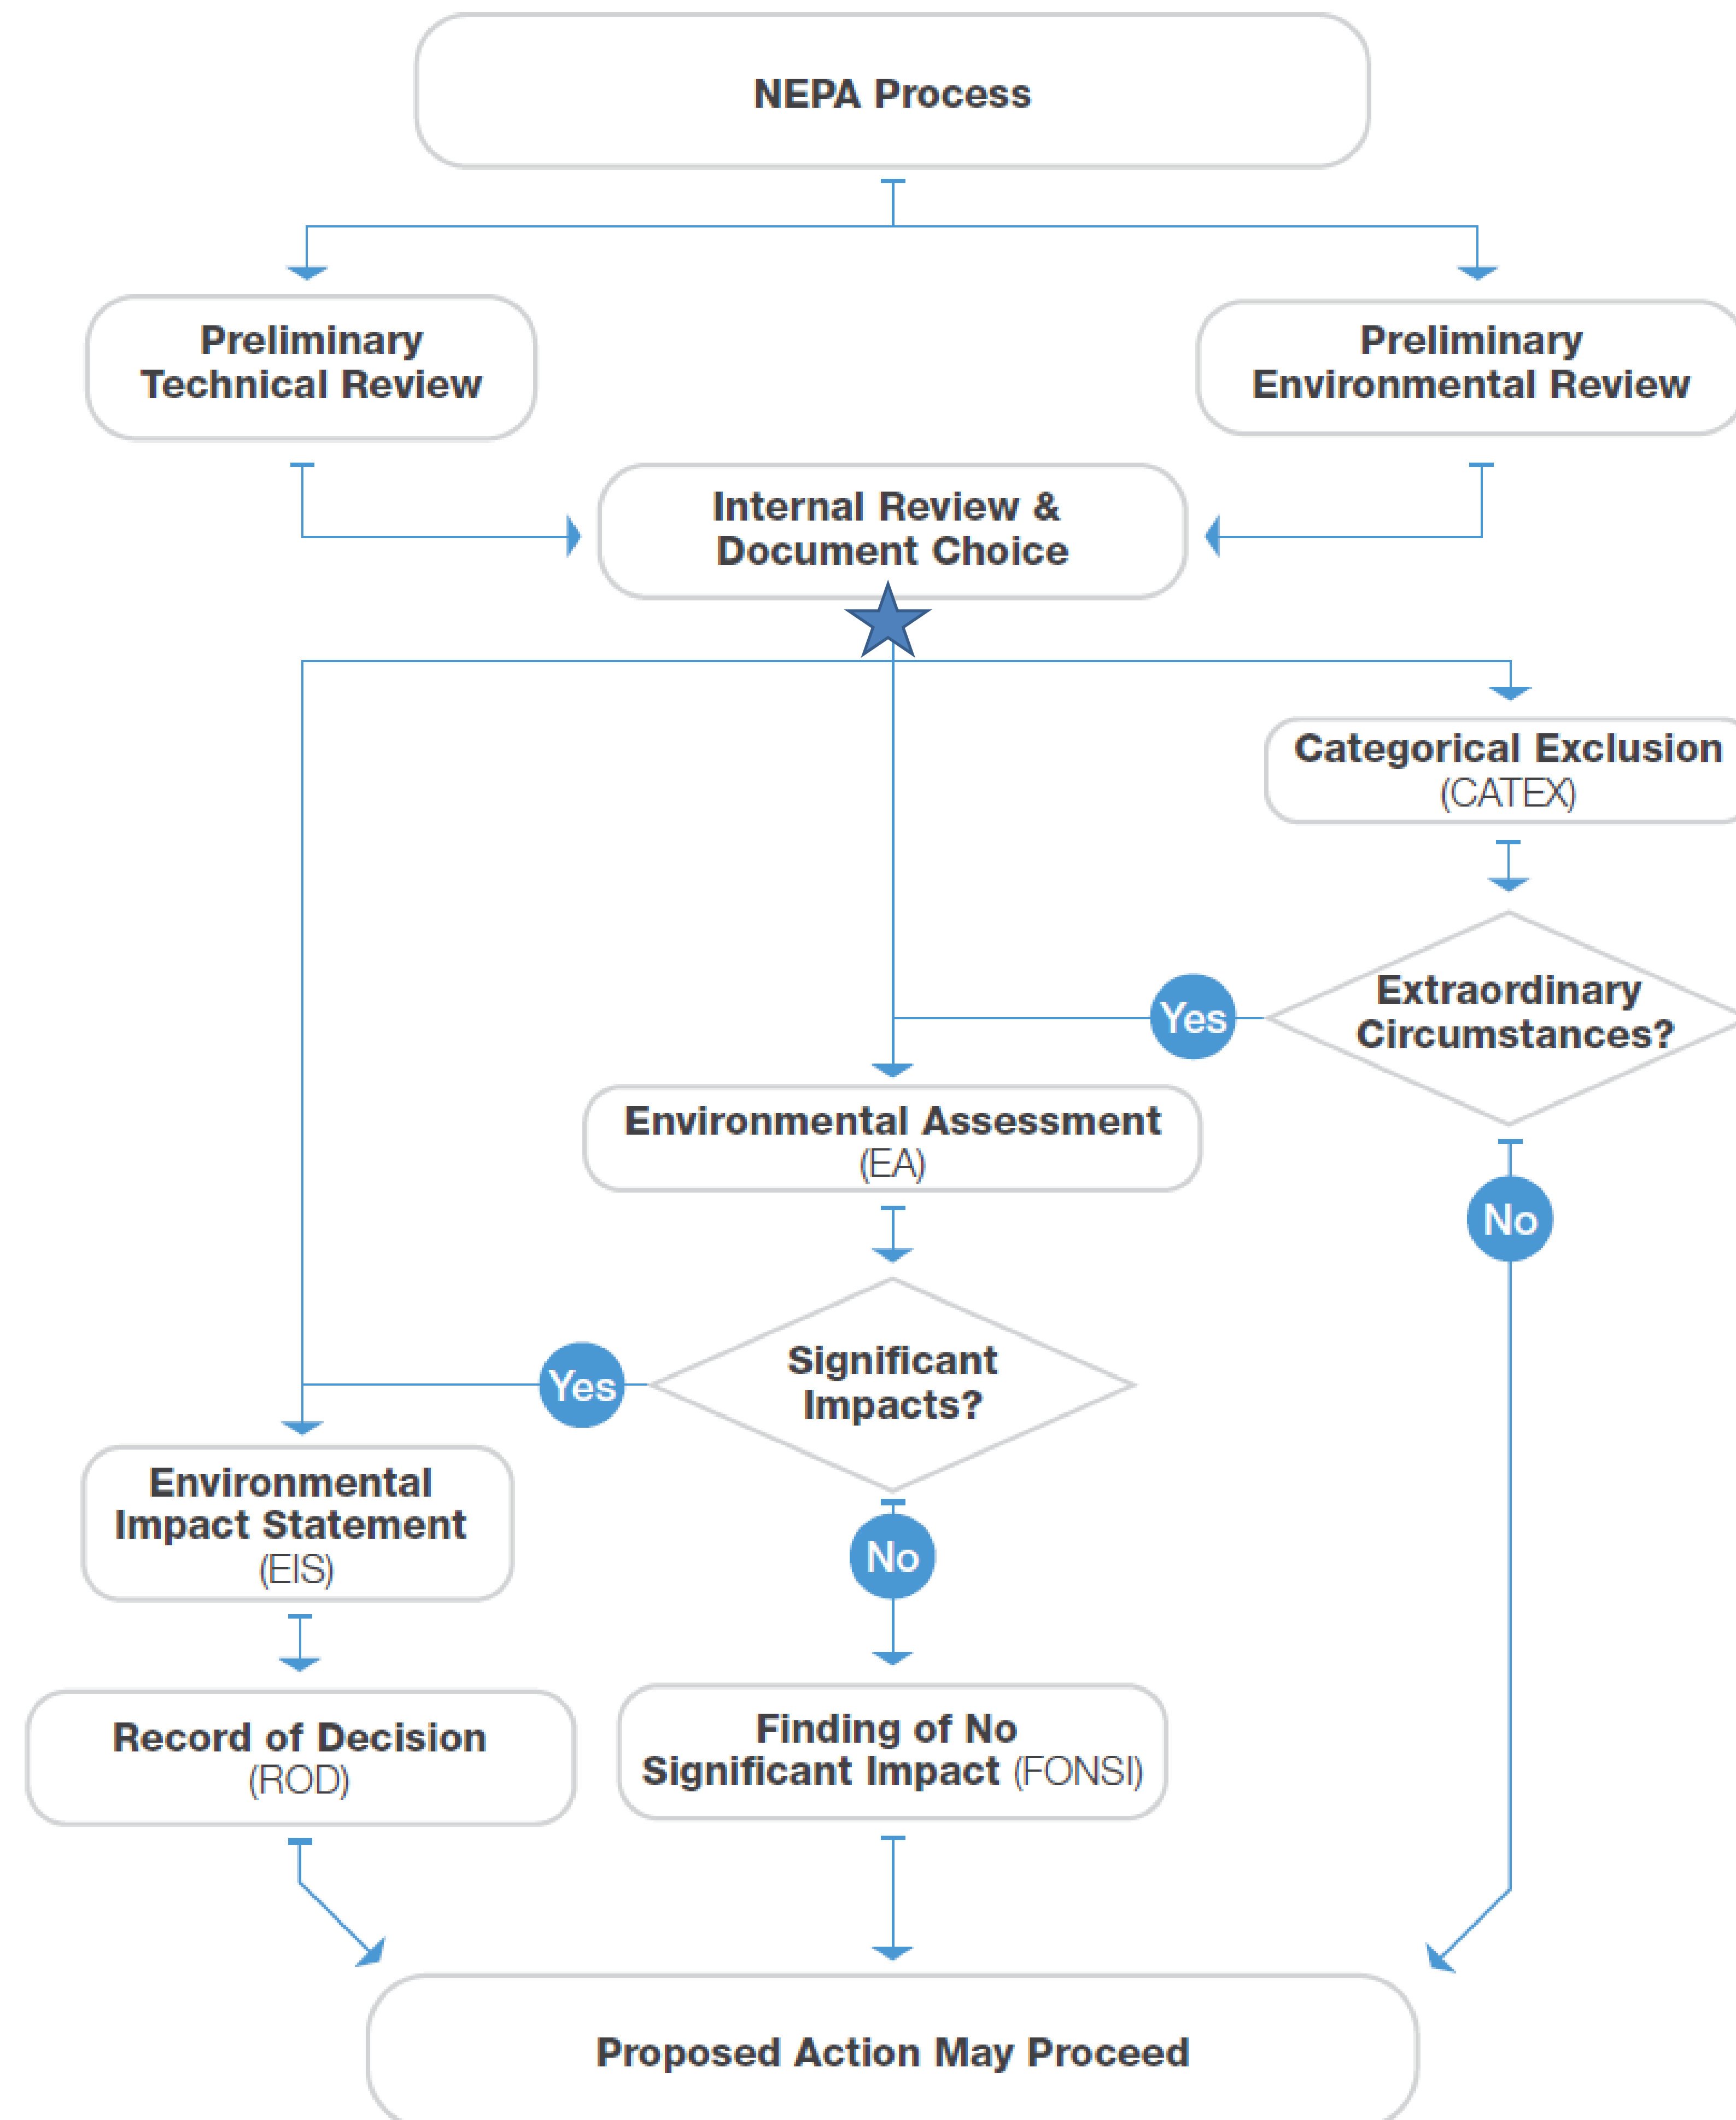 NEPA Process
Preliminary
Technical Review
Preliminary
Environmental Review
Internal Review &
Document Choice
Categorical Exclusion
(CATEX)
Extraordinary
Circumstances?
Yes
Environmental Assessment
(EA)
No
Significant
Impacts?
Yes
Environmental
Impact Statement
(EIS)
No
Record of Decision
(ROD)
Finding of No
Significant Impact (FONSI)
Proposed Action May Proceed